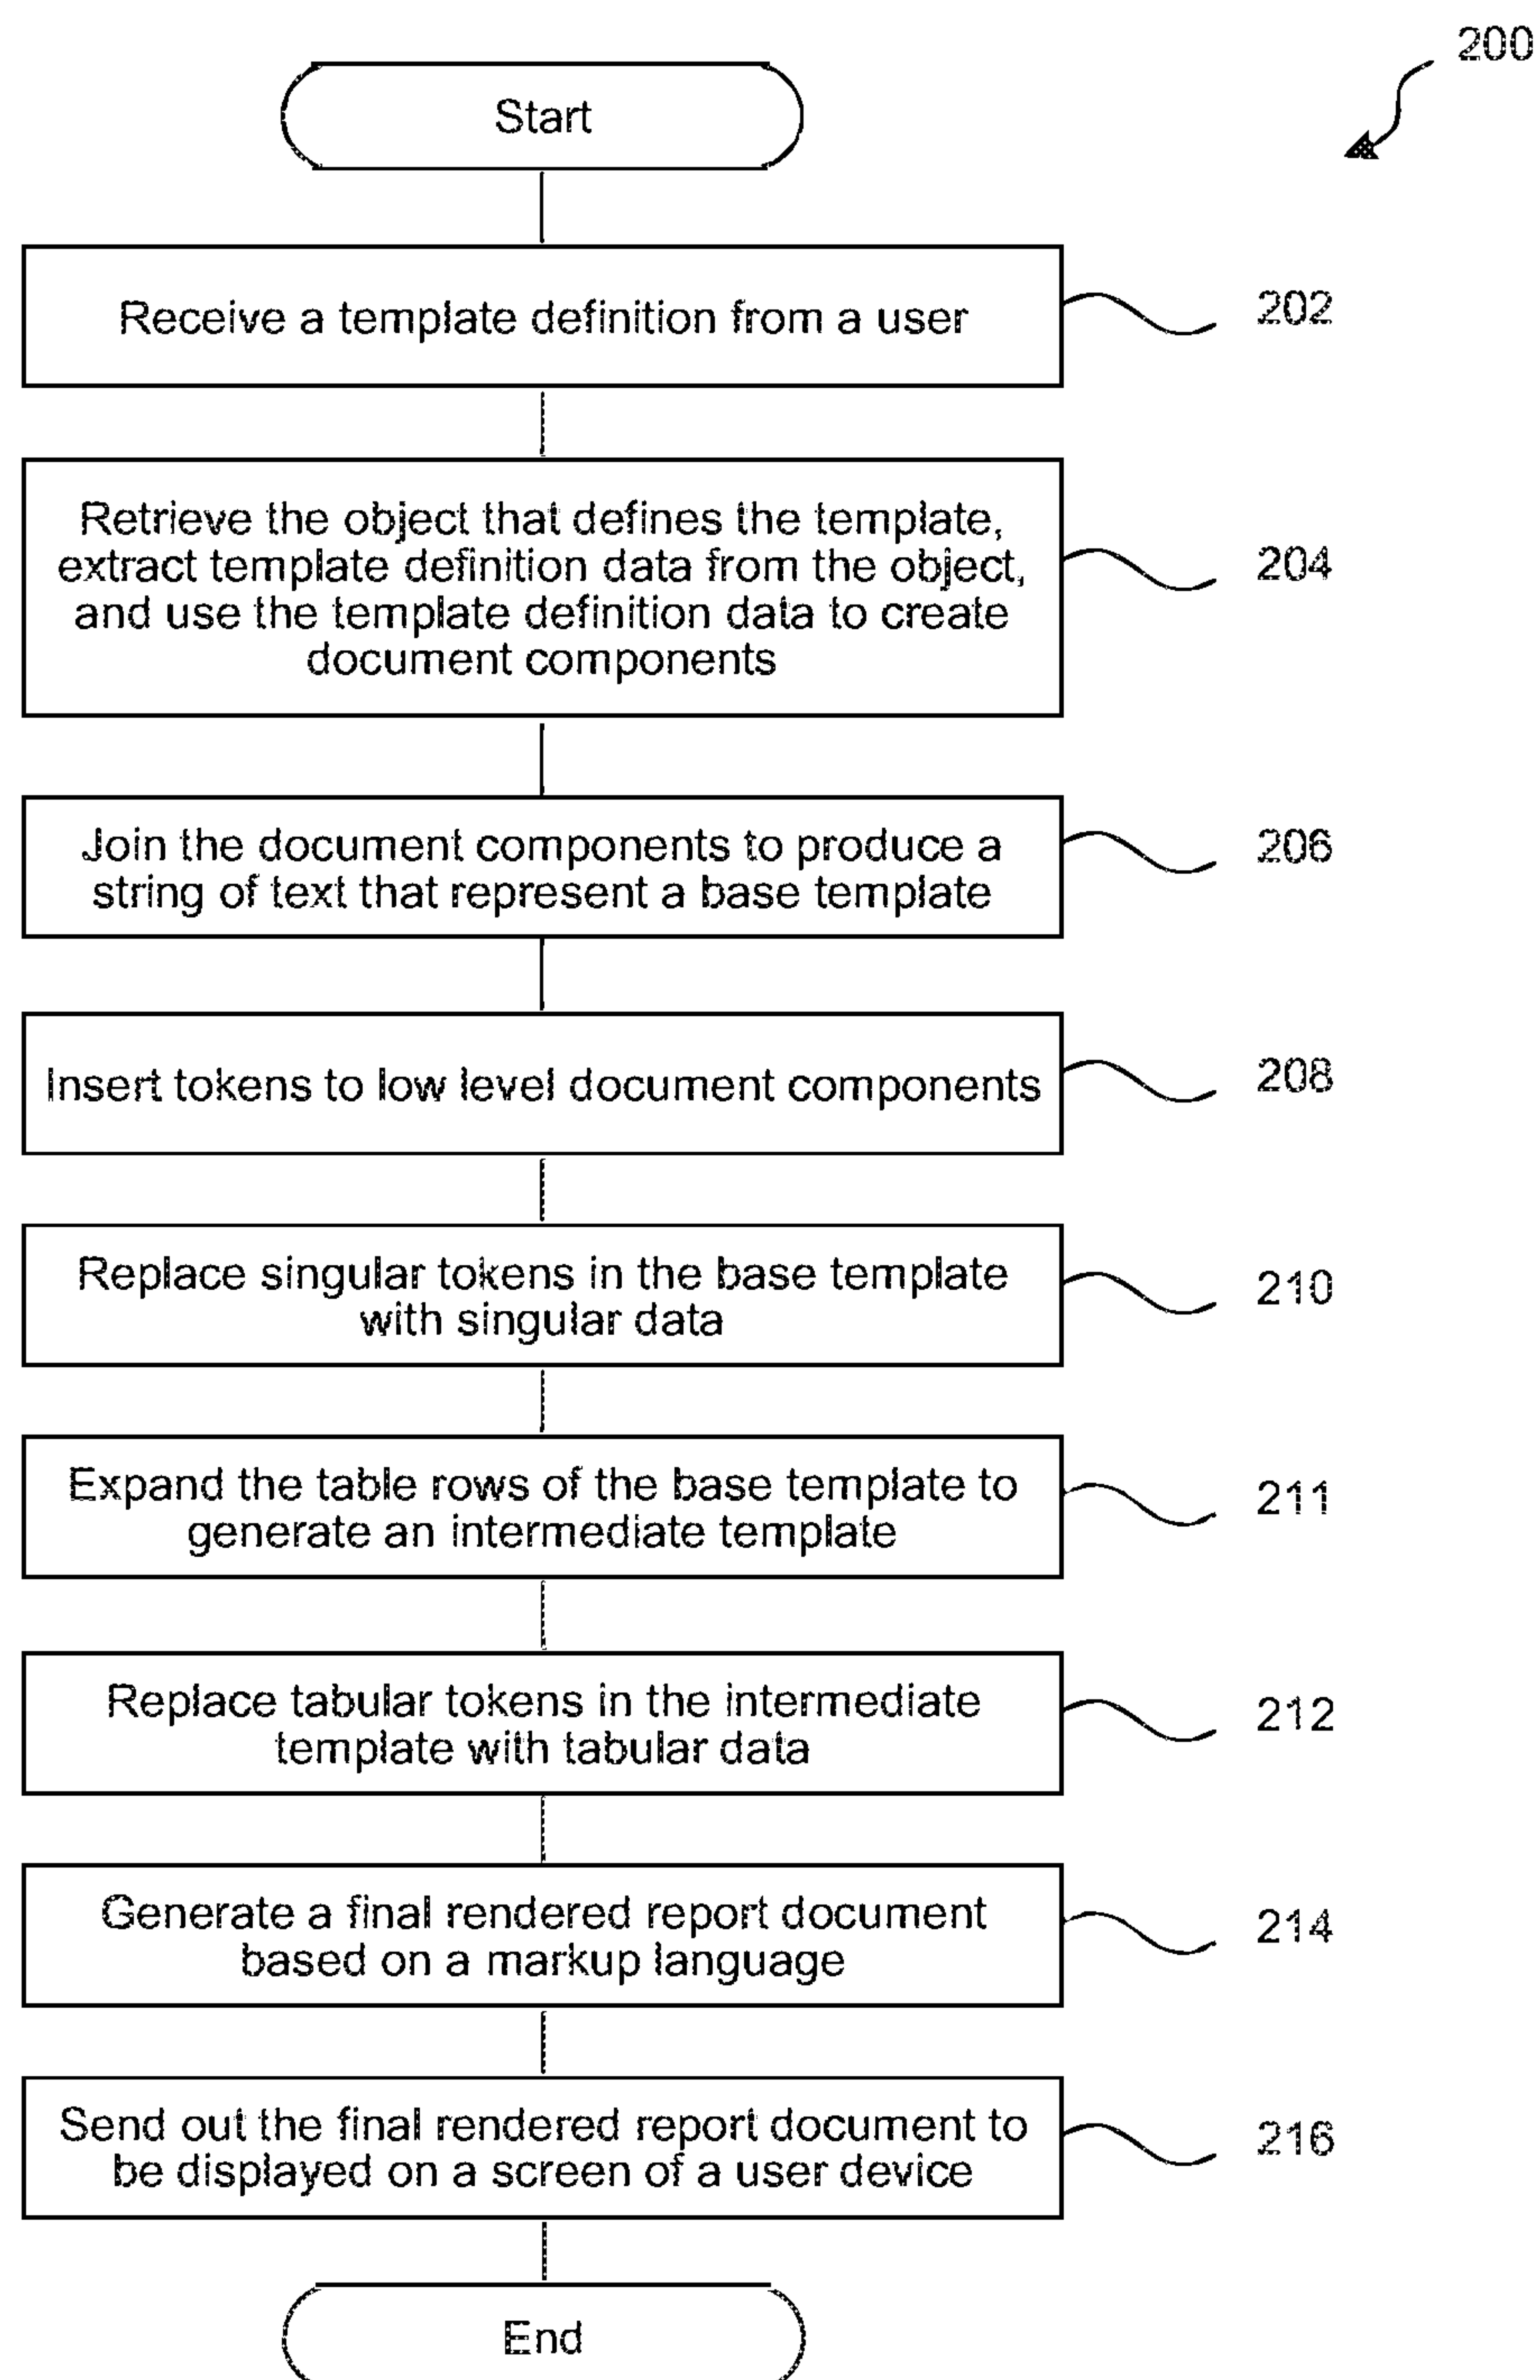 200
Start
Receive a template definition from a user
202
Retrieve the object that defines the template,
extract template definition data from the object,
and use the template definition data to create
document components
204
Join the document components to produce a
string of text that represent a base template
206
Insert tokens to low level document components
208
Replace singular tokens in the base template
with singular data
210
Expand the table rows of the base template to
generate an intermediate template
211
Replace tabular tokens in the intermediate
template with tabular data
212
Generate a final rendered report document
based on a markup language
214
Send out the final rendered report document to
be displayed on a screen of a user device
216
End